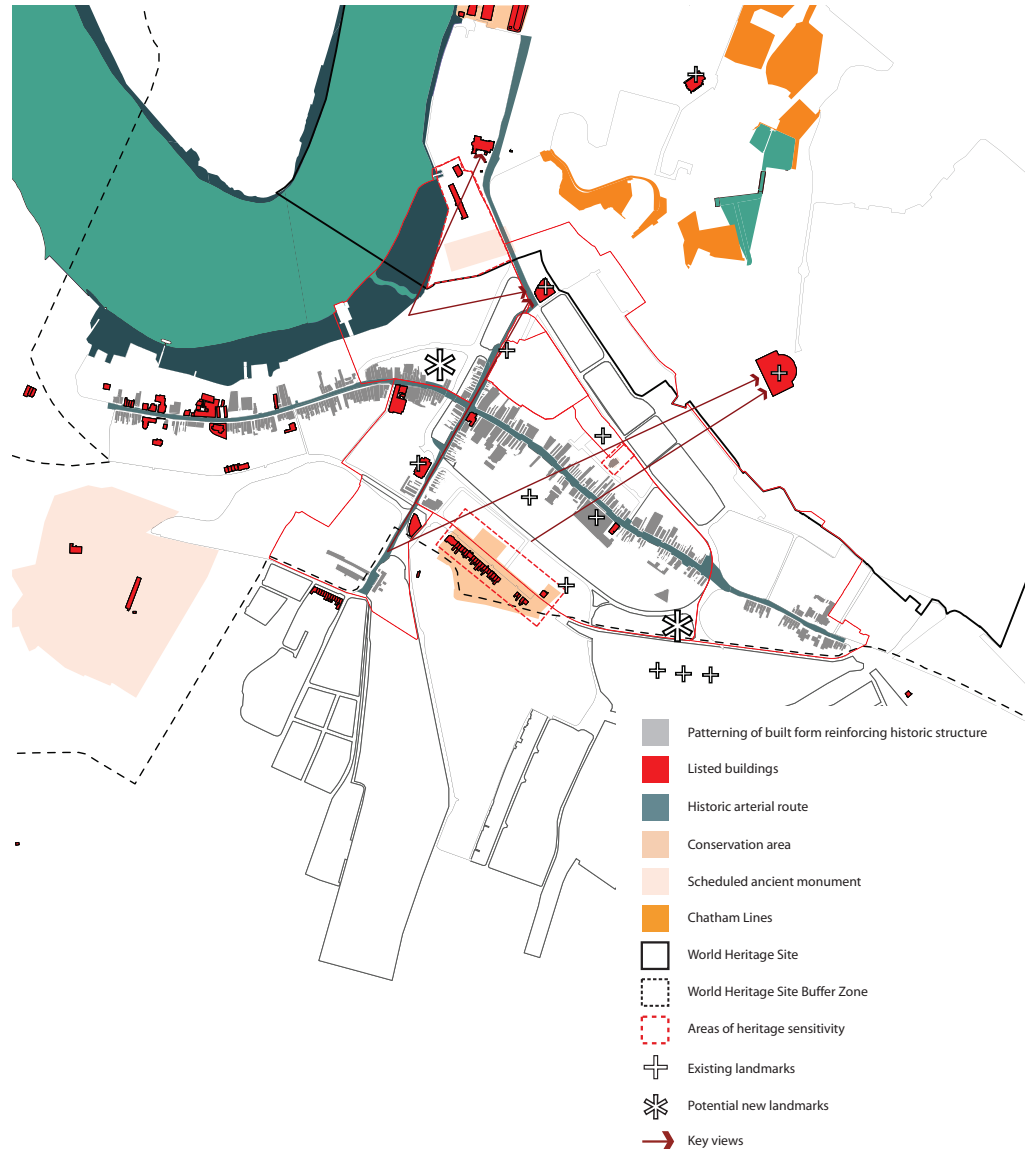 Patterning of built form reinforcing historic structure
Listed buildings
Historic arterial route
Conservation area
Scheduled ancient monument
Chatham Lines
World Heritage Site
World Heritage Site Buffer Zone
Areas of heritage sensitivity
Existing landmarks
Potential new landmarks
Key views